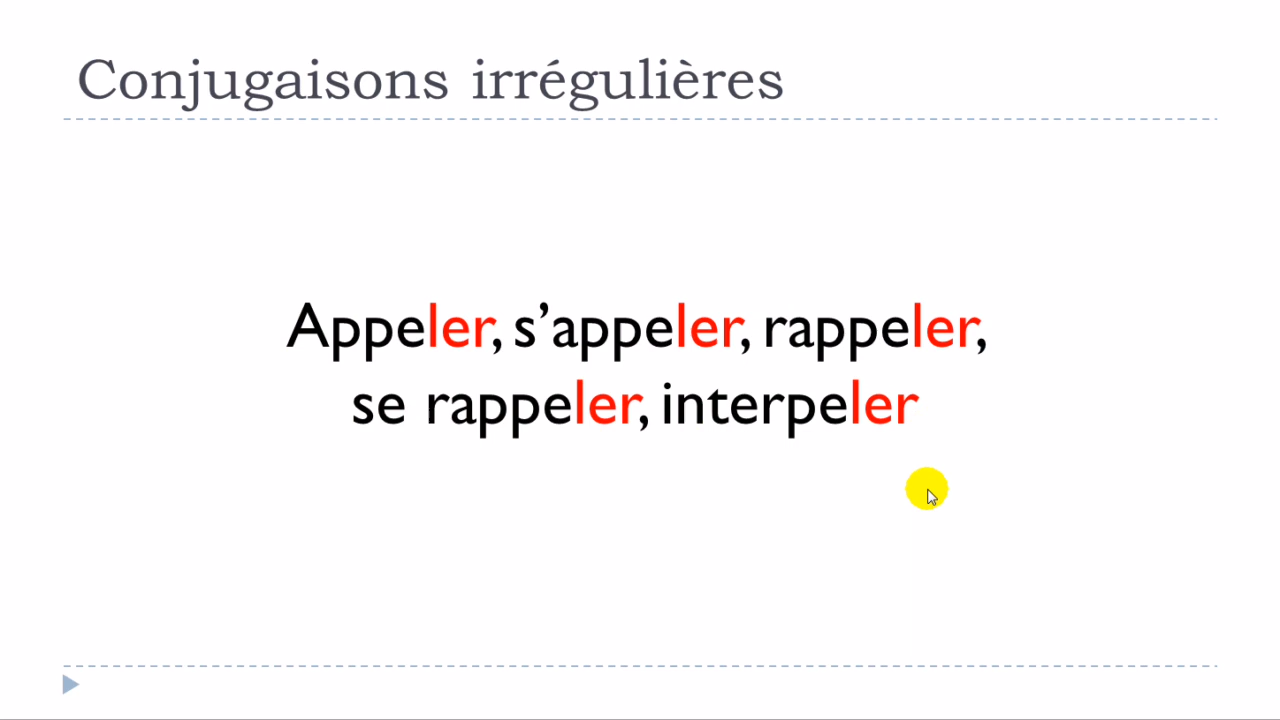 Conjugaisons irrégulières
Appeler, s’appeler, rappeler,
se rappeler, interpeler